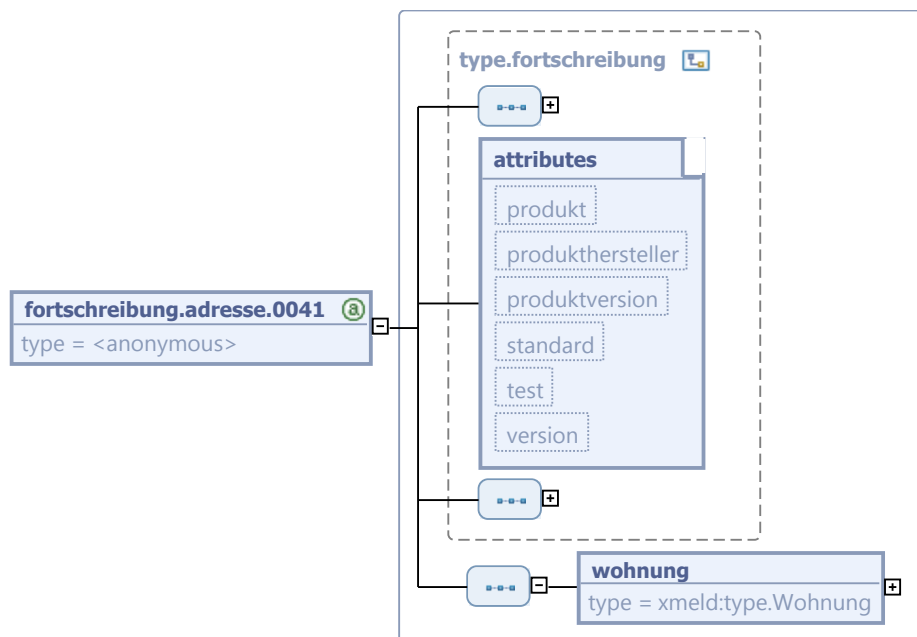 type.fortschreibung
attributes
produkt
produkthersteller
produktversion
standard
test
version
fortschreibung.adresse.0041 a
type = <anonymous>
wohnung
type = xmeld:type.Wohnung